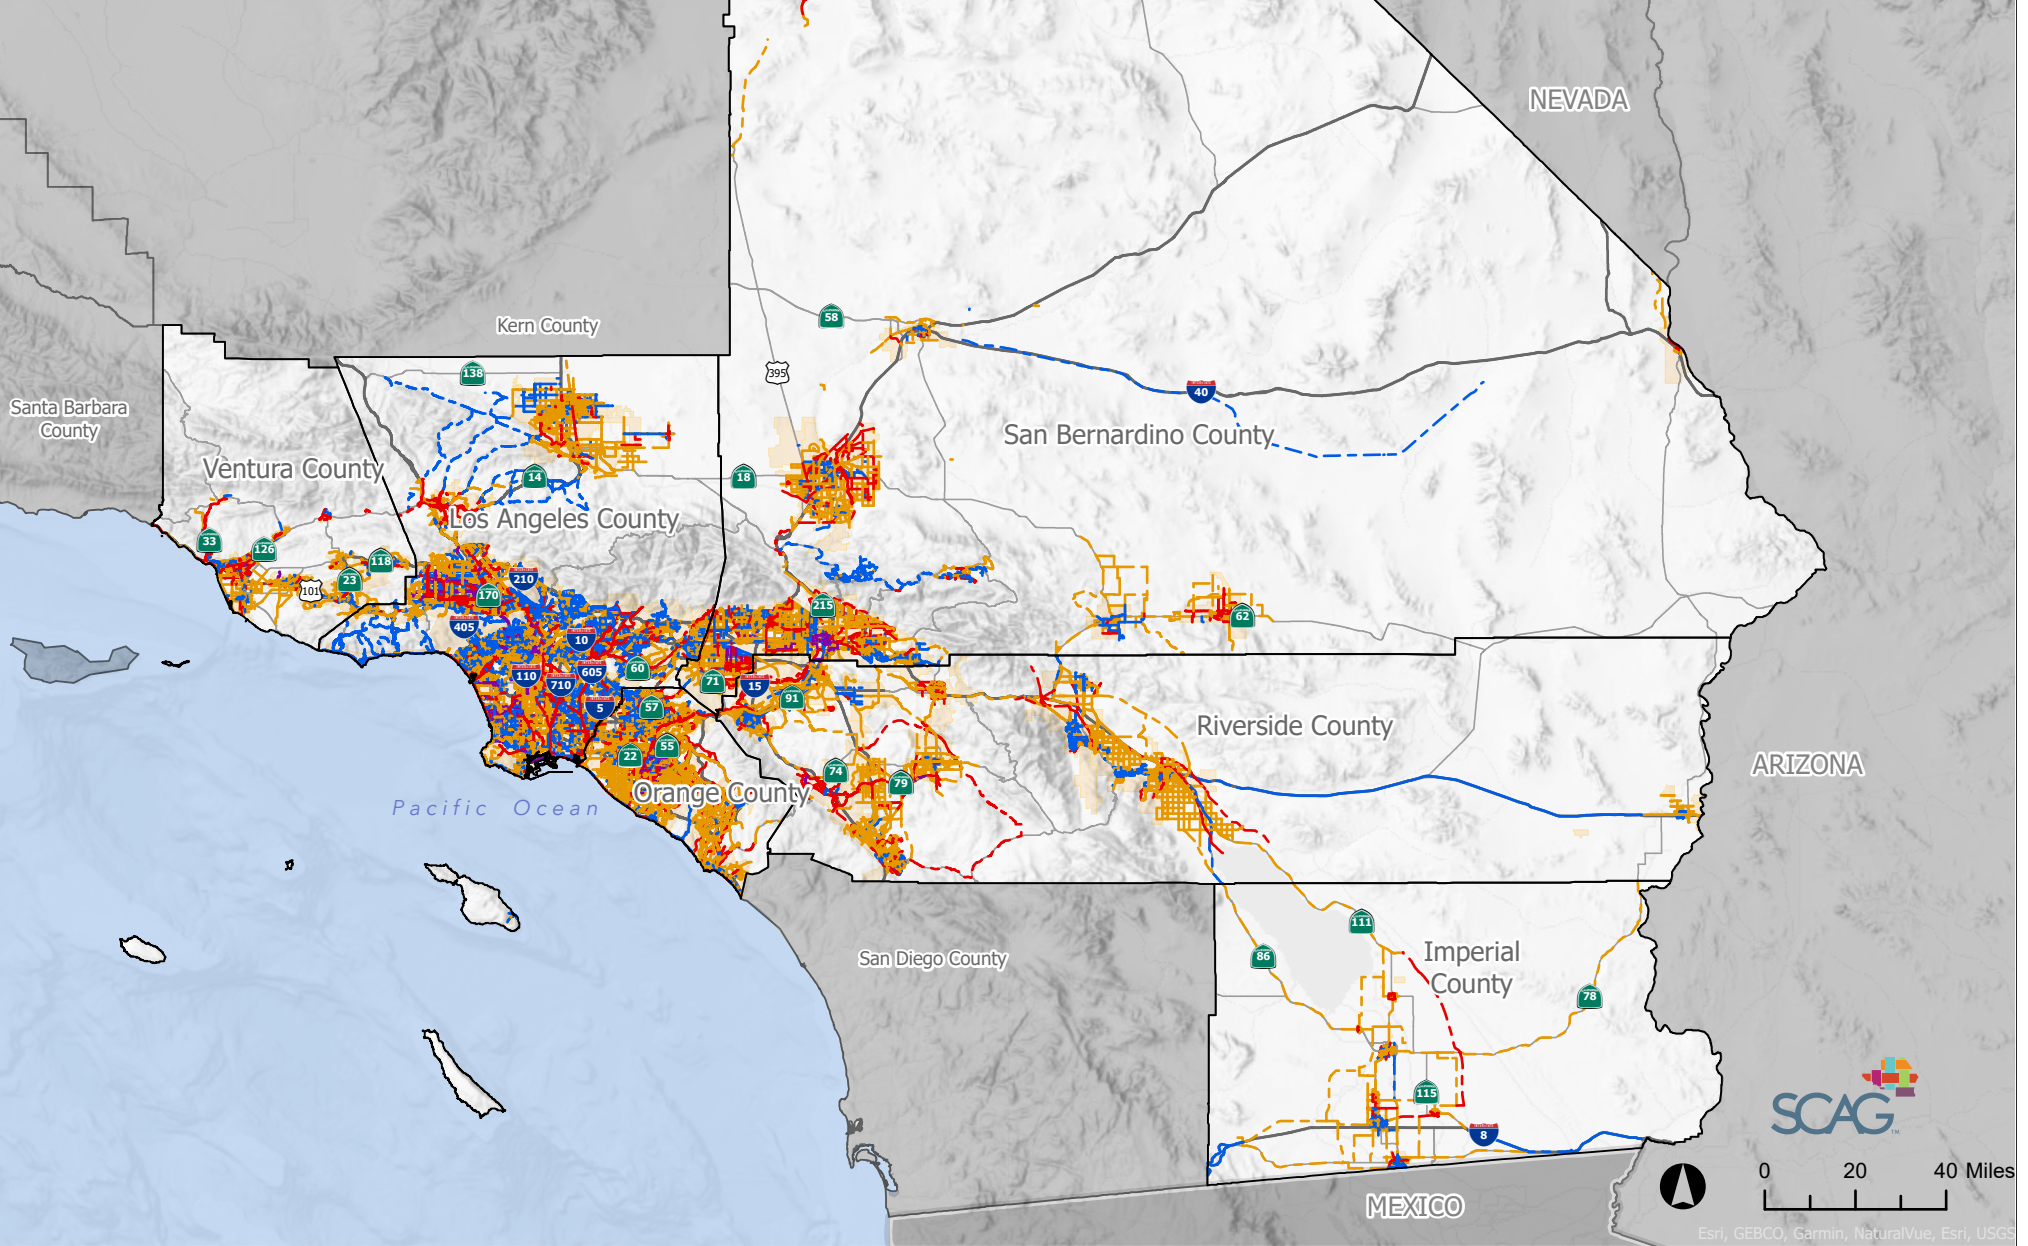 NEVADA
Kern County
58
138
395
40
Santa Barbara
County
San Bernardino County
Ventura County
14
18
Los Angeles County
33
126
118
23
101
210
170
215
62
405
10
60
110
710
605
71
15
91
5
57
Riverside County
55
22
74
79
ARIZONA
Orange County
Pacific Ocean
111
86
Imperial
County
San Diego County
78
115
8
SCAG™
0 20 40 Miles
MEXICO
Esri, GEBCO, Garmin, NaturalVue, Esri, USGS